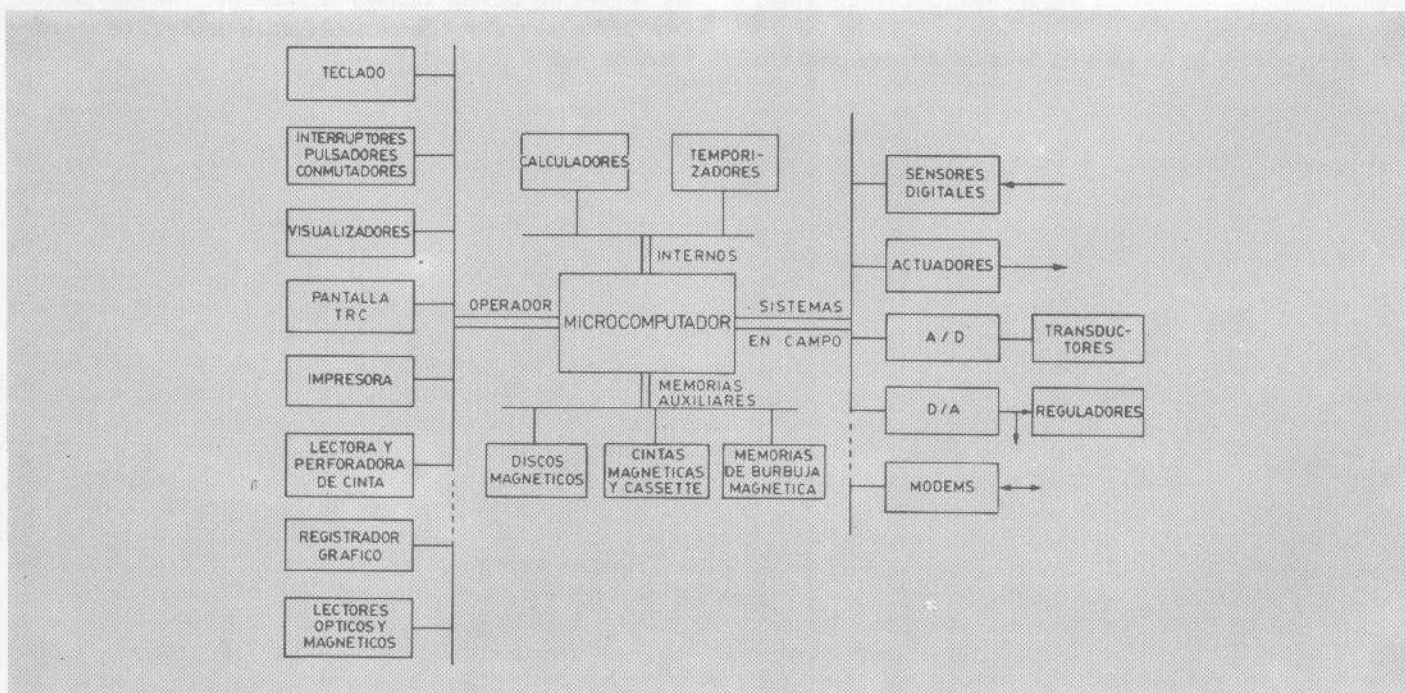 TECLADO
INTERRUPTORES
PULSADORES
CONMUTADORES
VISUALIZADORES
PANTALLA
TRC
IMPRESORA
LECTORA Y
PERFORADORA
DE CINTA
REGISTRADOR
GRAFICO
LECTORES
OPTICOS Y
MAGNETICOS
OPERADOR
CALCULADORES
TEMPORI-
ZADORES
INTERNOS
MICROCOMPUTADOR
MEMORIAS
AUXILIARES
DISCOS
MAGNETICOS
CINTAS
MAGNETICAS
Y CASSETTE
MEMORIAS
DE BURBUJA
MAGNETICA
SISTEMAS
EN CAMPO
SENSORES
DIGITALES
ACTUADORES
A / D
TRANSDUC-
TORES
D / A
REGULADORES
MODEMS